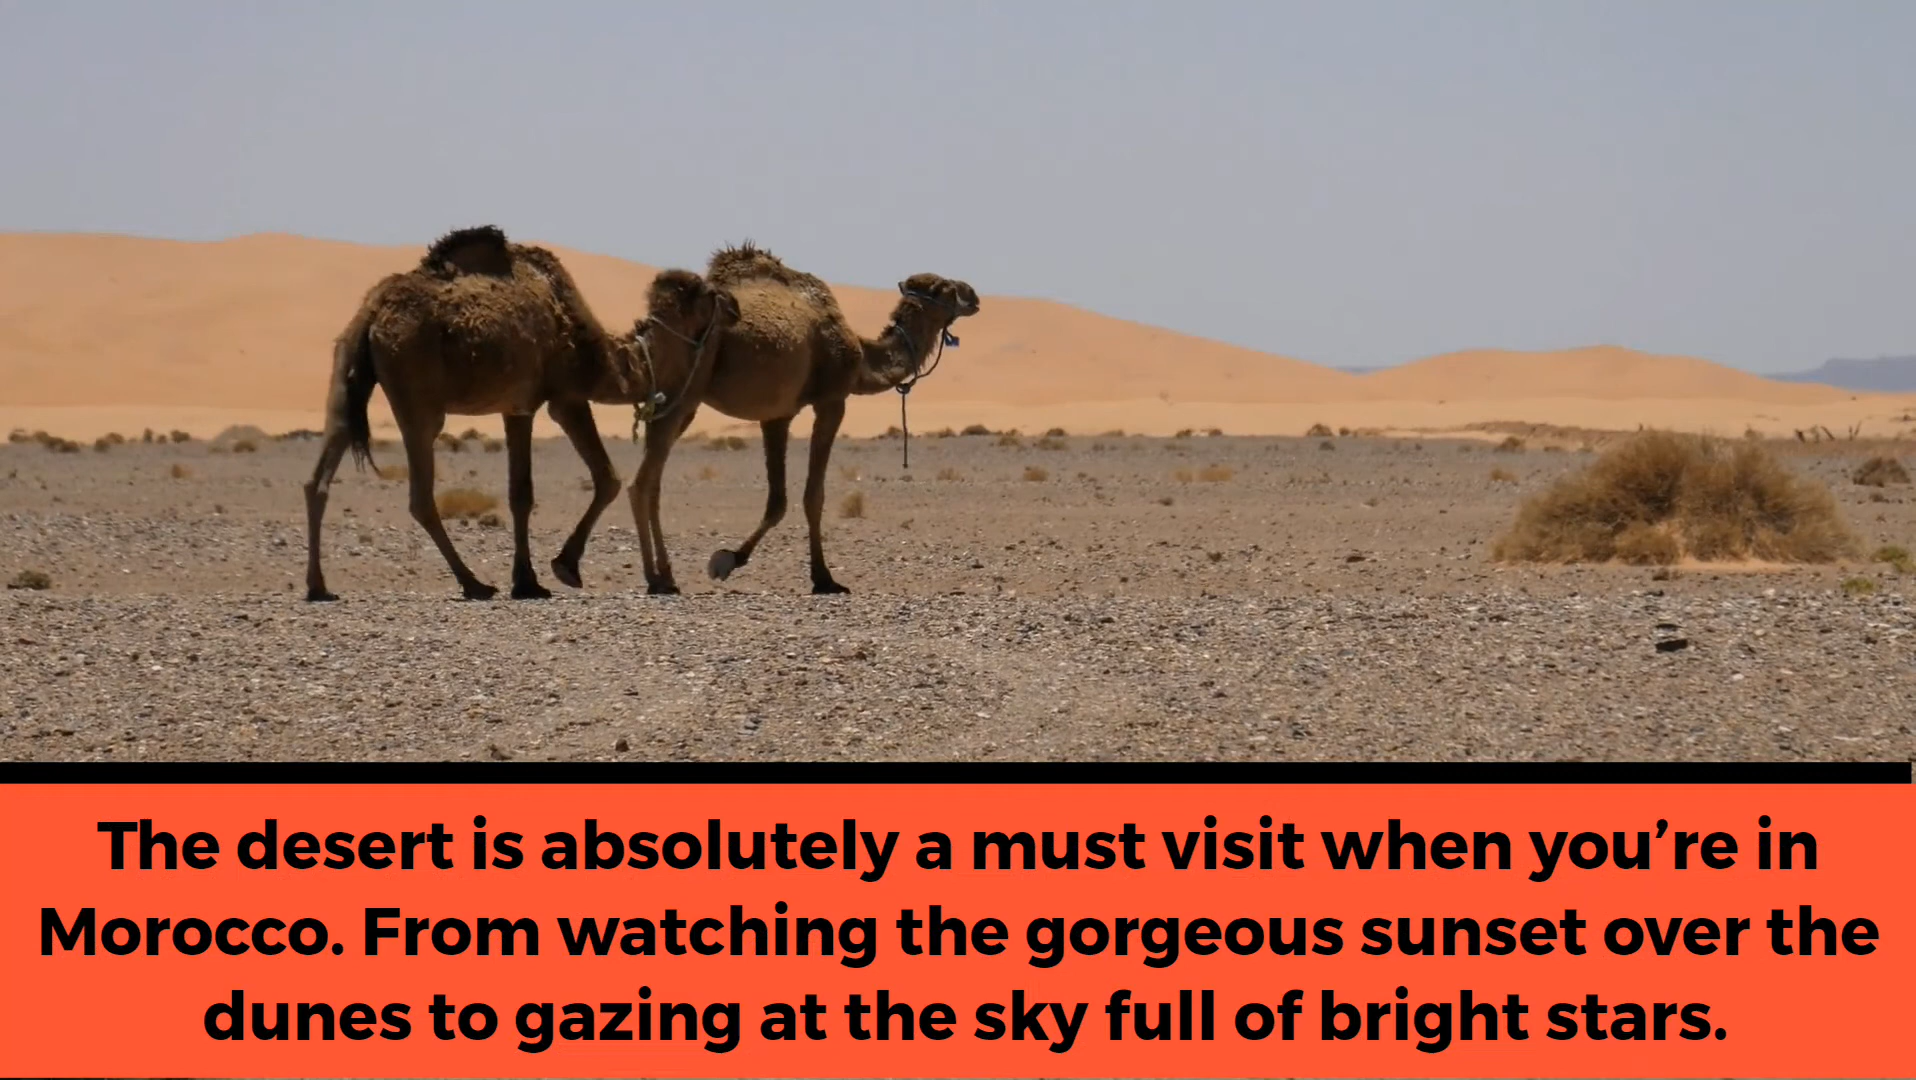 The desert is absolutely a must visit when you’re in
Morocco. From watching the gorgeous sunset over the
dunes to gazing at the sky full of bright stars.